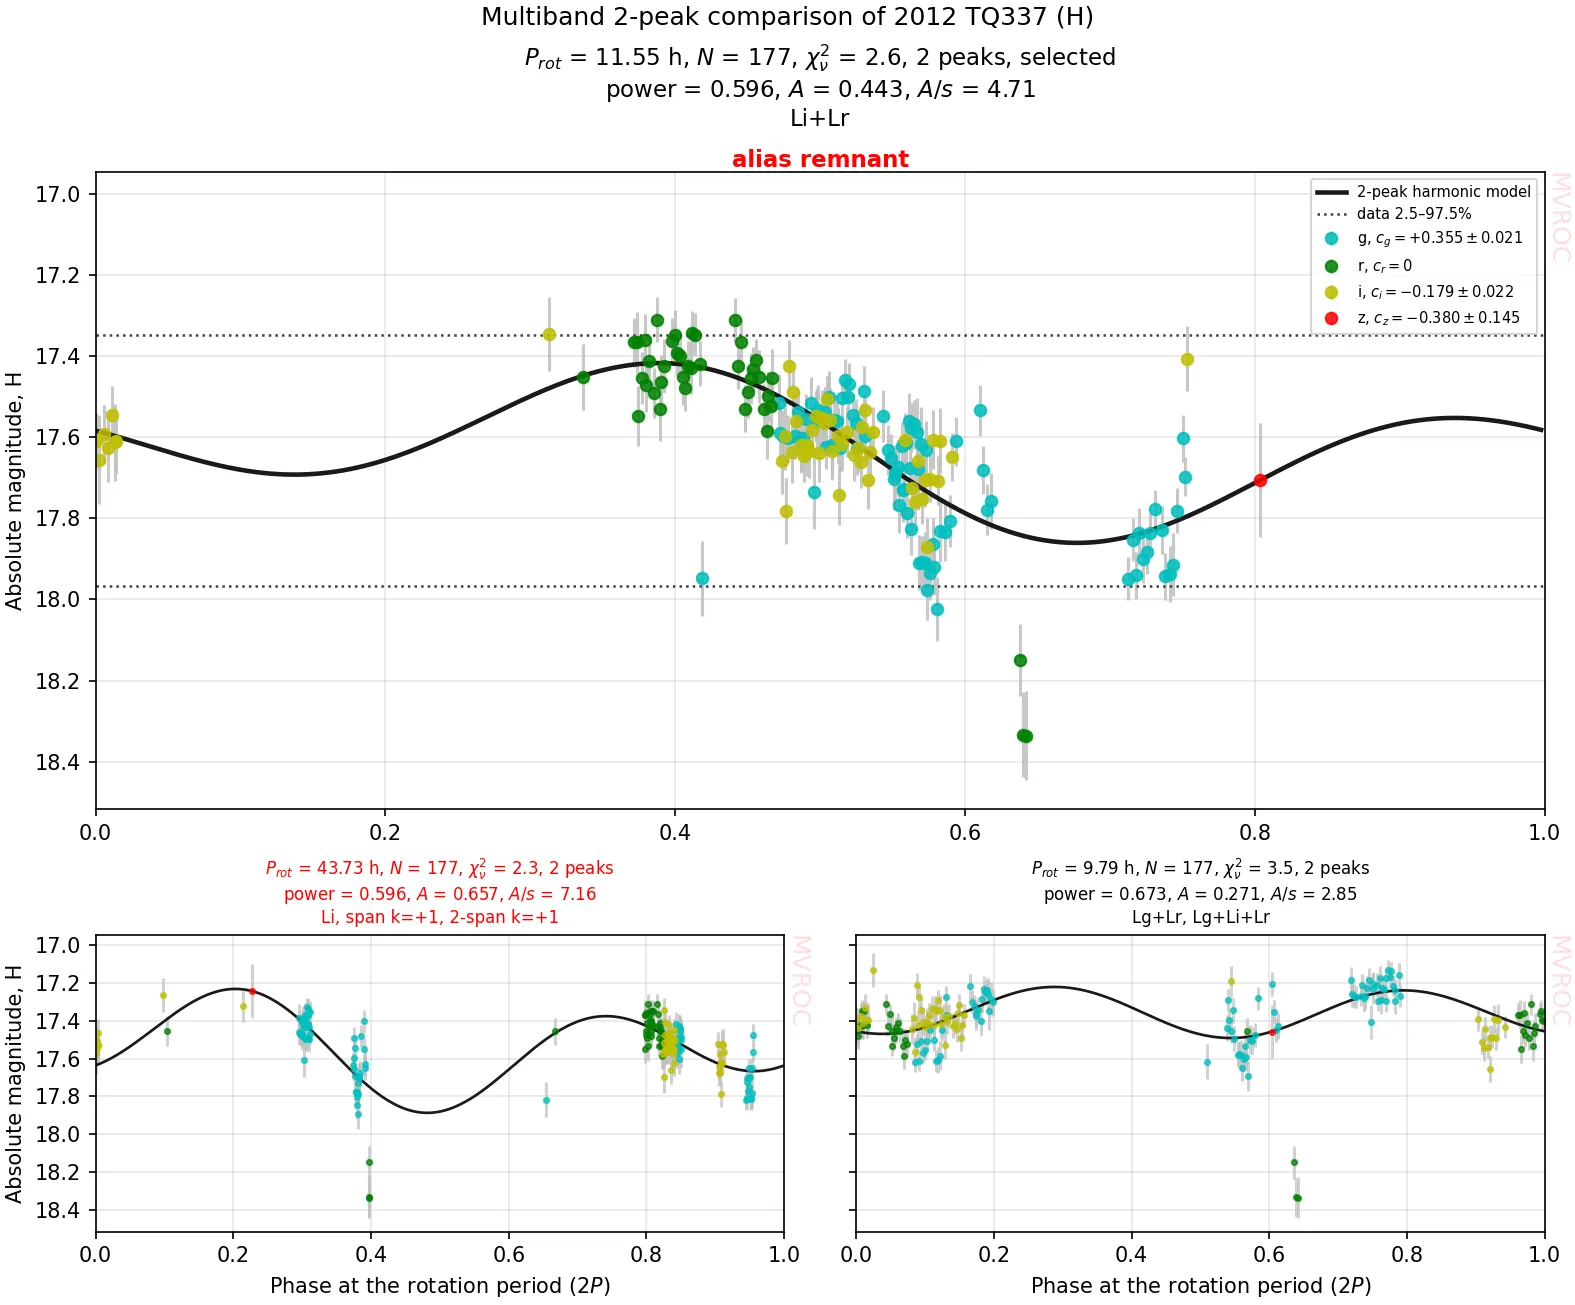 Multiband 2-peak comparison of 2012 TQ337 (H)
P_rot = 11.55 h, N = 177, χ²_ν = 2.6, 2 peaks, selected
power = 0.596, A = 0.443, A/s = 4.71
Li+Lr
alias remnant
17.0
17.2
17.4
17.6
17.8
18.0
18.2
18.4
Absolute magnitude, H
2-peak harmonic model
data 2.5–97.5%
g, c_g = +0.355 ± 0.021
r, c_r = 0
i, c_i = −0.179 ± 0.022
z, c_z = −0.380 ± 0.145
MVROC
0.0 0.2 0.4 0.6 0.8 1.0
P_rot = 43.73 h, N = 177, χ²_ν = 2.3, 2 peaks
power = 0.596, A = 0.657, A/s = 7.16
Li, span k=+1, 2-span k=+1
17.0
17.2
17.4
17.6
17.8
18.0
18.2
18.4
Absolute magnitude, H
MVROC
0.0 0.2 0.4 0.6 0.8 1.0
Phase at the rotation period (2P)
P_rot = 9.79 h, N = 177, χ²_ν = 3.5, 2 peaks
power = 0.673, A = 0.271, A/s = 2.85
Lg+Lr, Lg+Li+Lr
MVROC
0.0 0.2 0.4 0.6 0.8 1.0
Phase at the rotation period (2P)